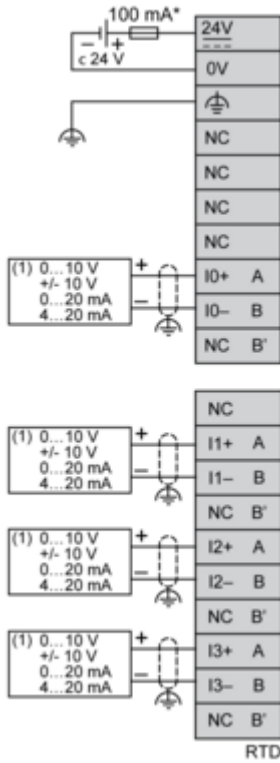 100 mA*
24V
− +
c 24 V
0V
NC
NC
NC
NC
(1) 0...10 V
+/- 10 V
0...20 mA
4...20 mA
+
I0+ A
−
I0– B
NC B'
NC
(1) 0...10 V
+/- 10 V
0...20 mA
4...20 mA
+
I1+ A
−
I1– B
NC B'
(1) 0...10 V
+/- 10 V
0...20 mA
4...20 mA
+
I2+ A
−
I2– B
NC B'
(1) 0...10 V
+/- 10 V
0...20 mA
4...20 mA
+
I3+ A
−
I3– B
NC B'
RTD